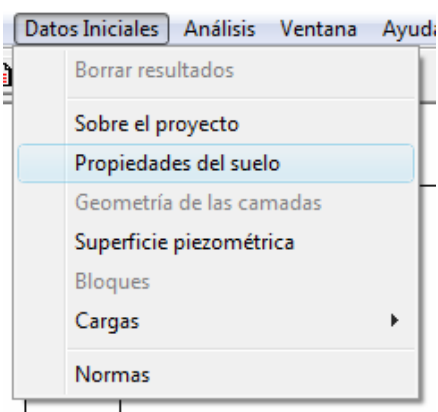 Datos Iniciales Análisis Ventana Ayuda
Borrar resultados
Sobre el proyecto
Propiedades del suelo
Geometría de las camadas
Superficie piezométrica
Bloques
Cargas
Normas